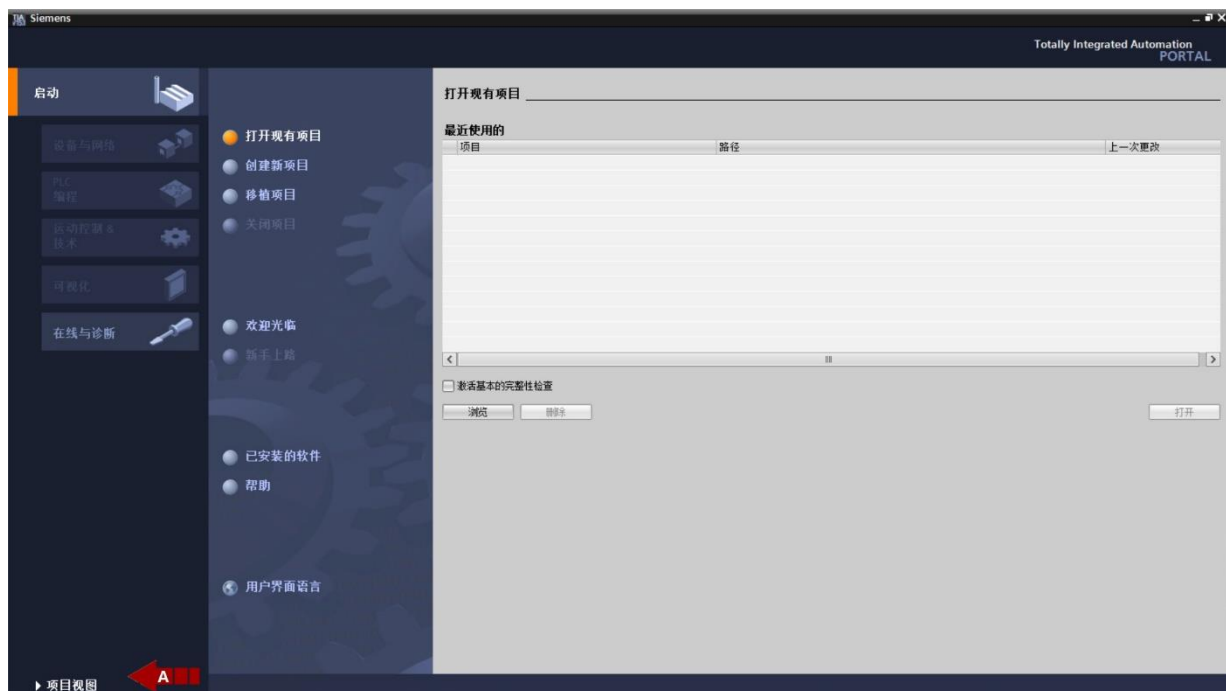 Siemens
Totally Integrated Automation
PORTAL
启动
设备与网络
PLC
编程
运动控制 &
技术
可视化
在线与诊断
打开现有项目
创建新项目
移植项目
关闭项目
欢迎光临
新手上路
已安装的软件
帮助
用户界面语言
打开现有项目
最近使用的
项目 路径 上一次更改
激活基本的完整性检查
浏览 删除 打开
项目视图
A